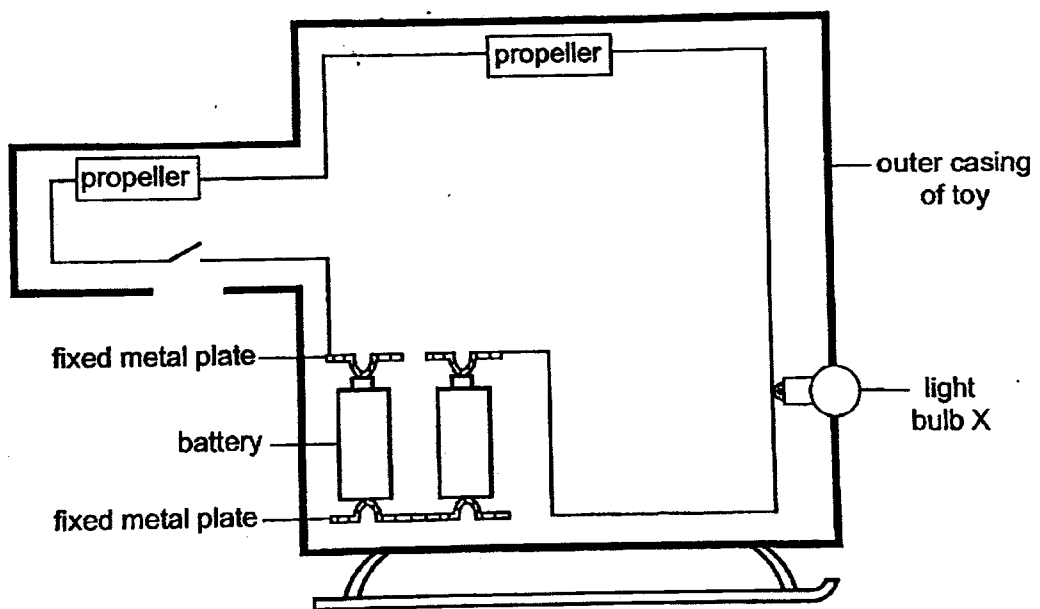 propeller
propeller
outer casing
of toy
fixed metal plate
light
bulb X
battery
fixed metal plate